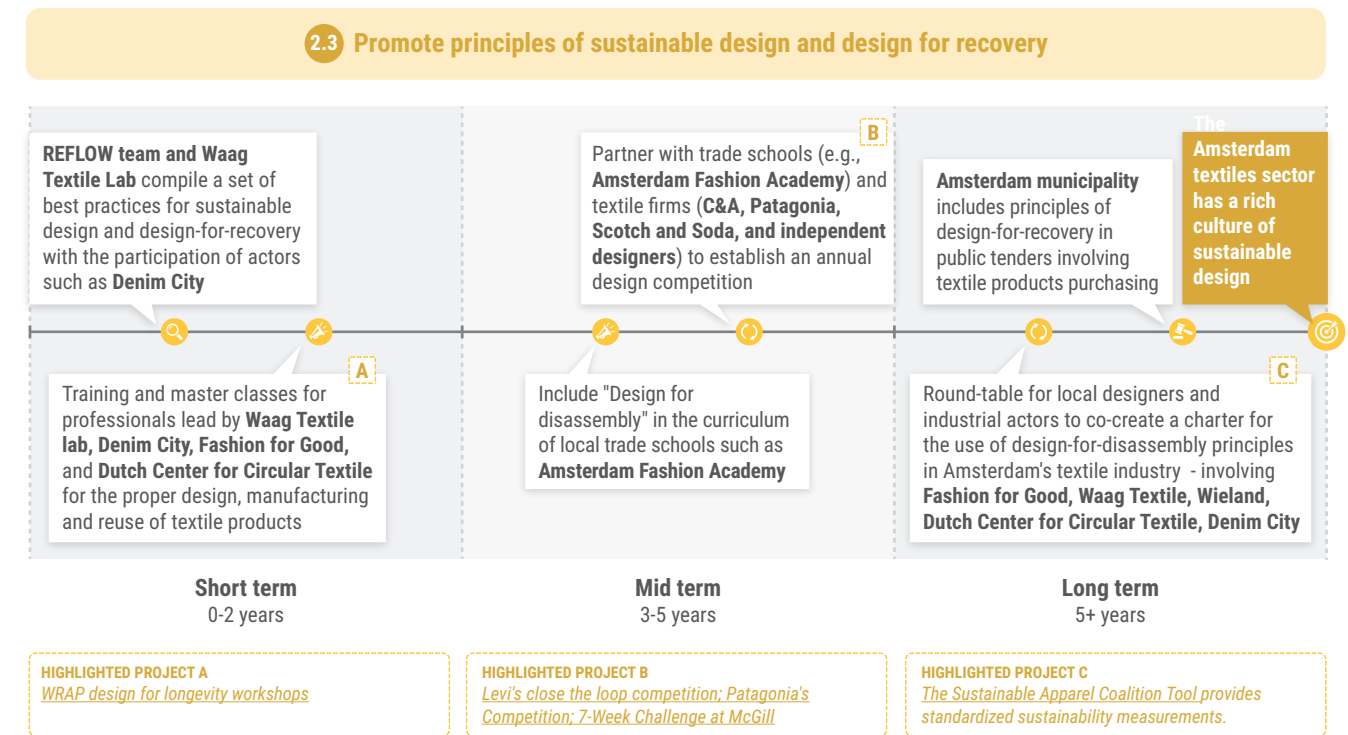 2.3 Promote principles of sustainable design and design for recovery
REFLOW team and Waag
Textile Lab compile a set of
best practices for sustainable
design and design-for-recovery
with the participation of actors
such as Denim City
B
Partner with trade schools (e.g.,
Amsterdam Fashion Academy) and
textile firms (C&A, Patagonia,
Scotch and Soda, and independent
designers) to establish an annual
design competition
Amsterdam municipality
includes principles of
design-for-recovery in
public tenders involving
textile products purchasing
The
Amsterdam
textiles sector
has a rich
culture of
sustainable
design
A
Training and master classes for
professionals lead by Waag Textile
lab, Denim City, Fashion for Good,
and Dutch Center for Circular Textile
for the proper design, manufacturing
and reuse of textile products
Include "Design for
disassembly" in the curriculum
of local trade schools such as
Amsterdam Fashion Academy
C
Round-table for local designers and
industrial actors to co-create a charter for
the use of design-for-disassembly principles
in Amsterdam's textile industry - involving
Fashion for Good, Waag Textile, Wieland,
Dutch Center for Circular Textile, Denim City
Short term
0-2 years
Mid term
3-5 years
Long term
5+ years
HIGHLIGHTED PROJECT A
WRAP design for longevity workshops
HIGHLIGHTED PROJECT B
Levi's close the loop competition; Patagonia's
Competition; 7-Week Challenge at McGill
HIGHLIGHTED PROJECT C
The Sustainable Apparel Coalition Tool provides
standardized sustainability measurements.